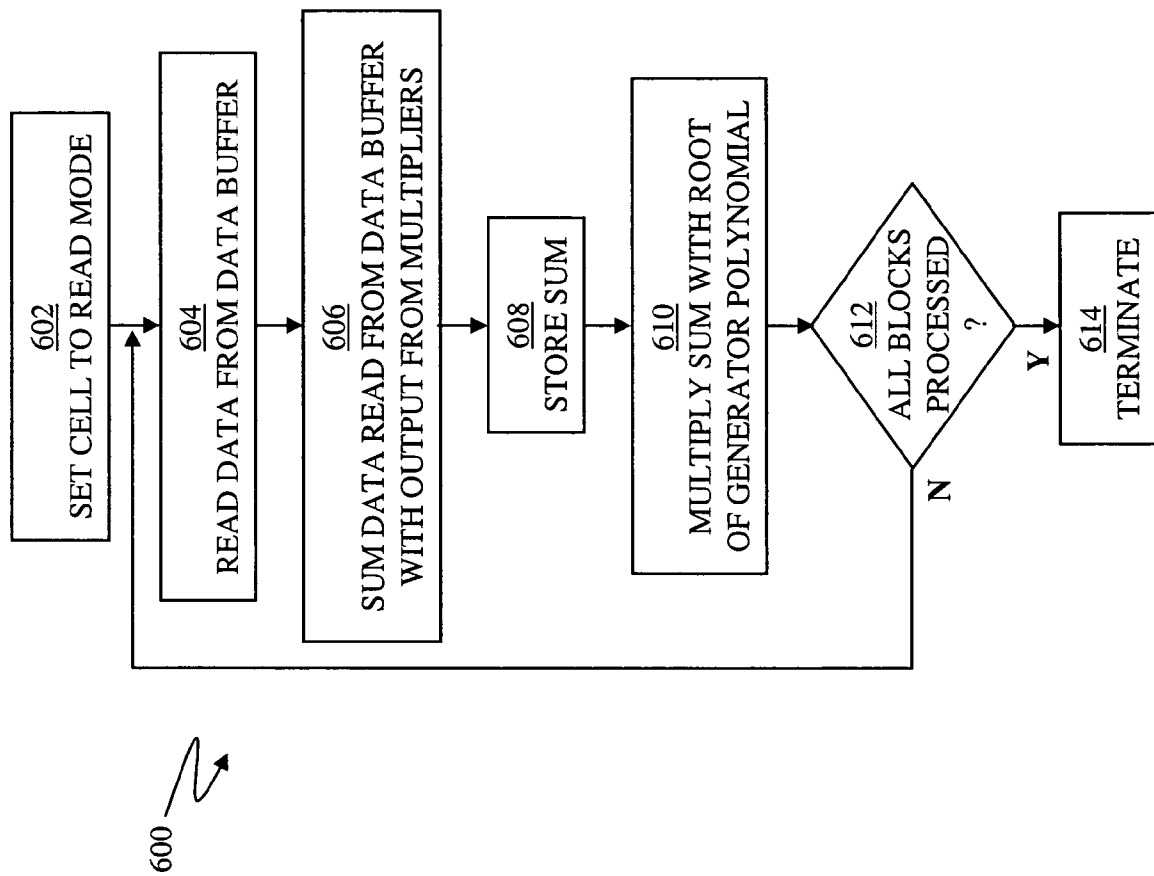 600
602
SET CELL TO READ MODE
604
READ DATA FROM DATA BUFFER
606
SUM DATA READ FROM DATA BUFFER
WITH OUTPUT FROM MULTIPLIERS
608
STORE SUM
610
MULTIPLY SUM WITH ROOT
OF GENERATOR POLYNOMIAL
612
ALL BLOCKS
PROCESSED
?
N
Y
614
TERMINATE